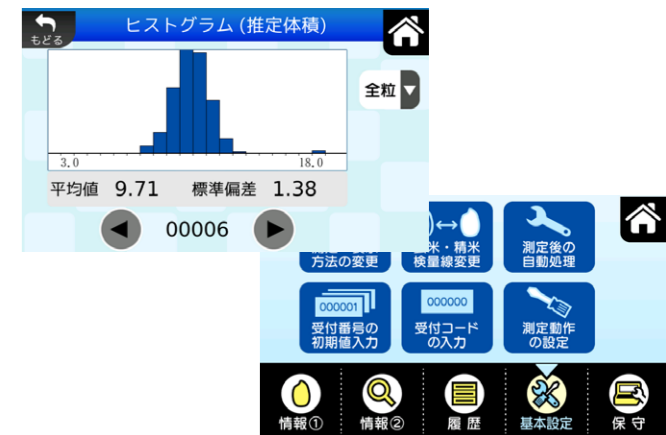 もどる
ヒストグラム (推定体積)
全粒
3.0
18.0
平均値 9.71 標準偏差 1.38
00006
方法の変更
米・精米
検量線変更
測定後の
自動処理
000001
受付番号の
初期値入力
000000
受付コード
の入力
測定動作
の設定
情報①
情報②
履歴
基本設定
保守